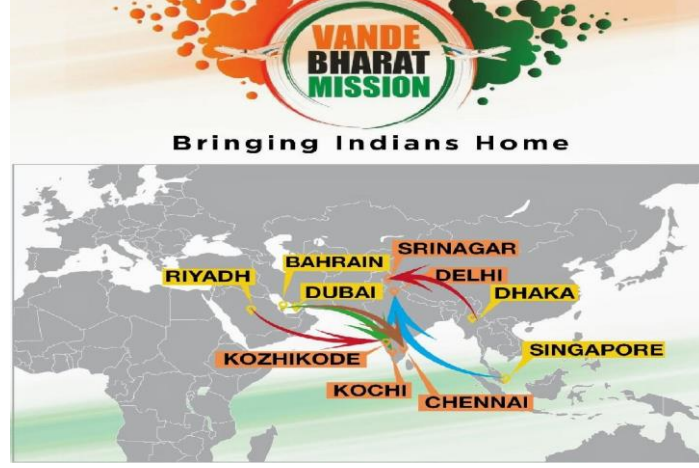 VANDE
BHARAT
MISSION
Bringing Indians Home
SRINAGAR
BAHRAIN
DELHI
RIYADH
DUBAI
DHAKA
KOZHIKODE
SINGAPORE
KOCHI
CHENNAI